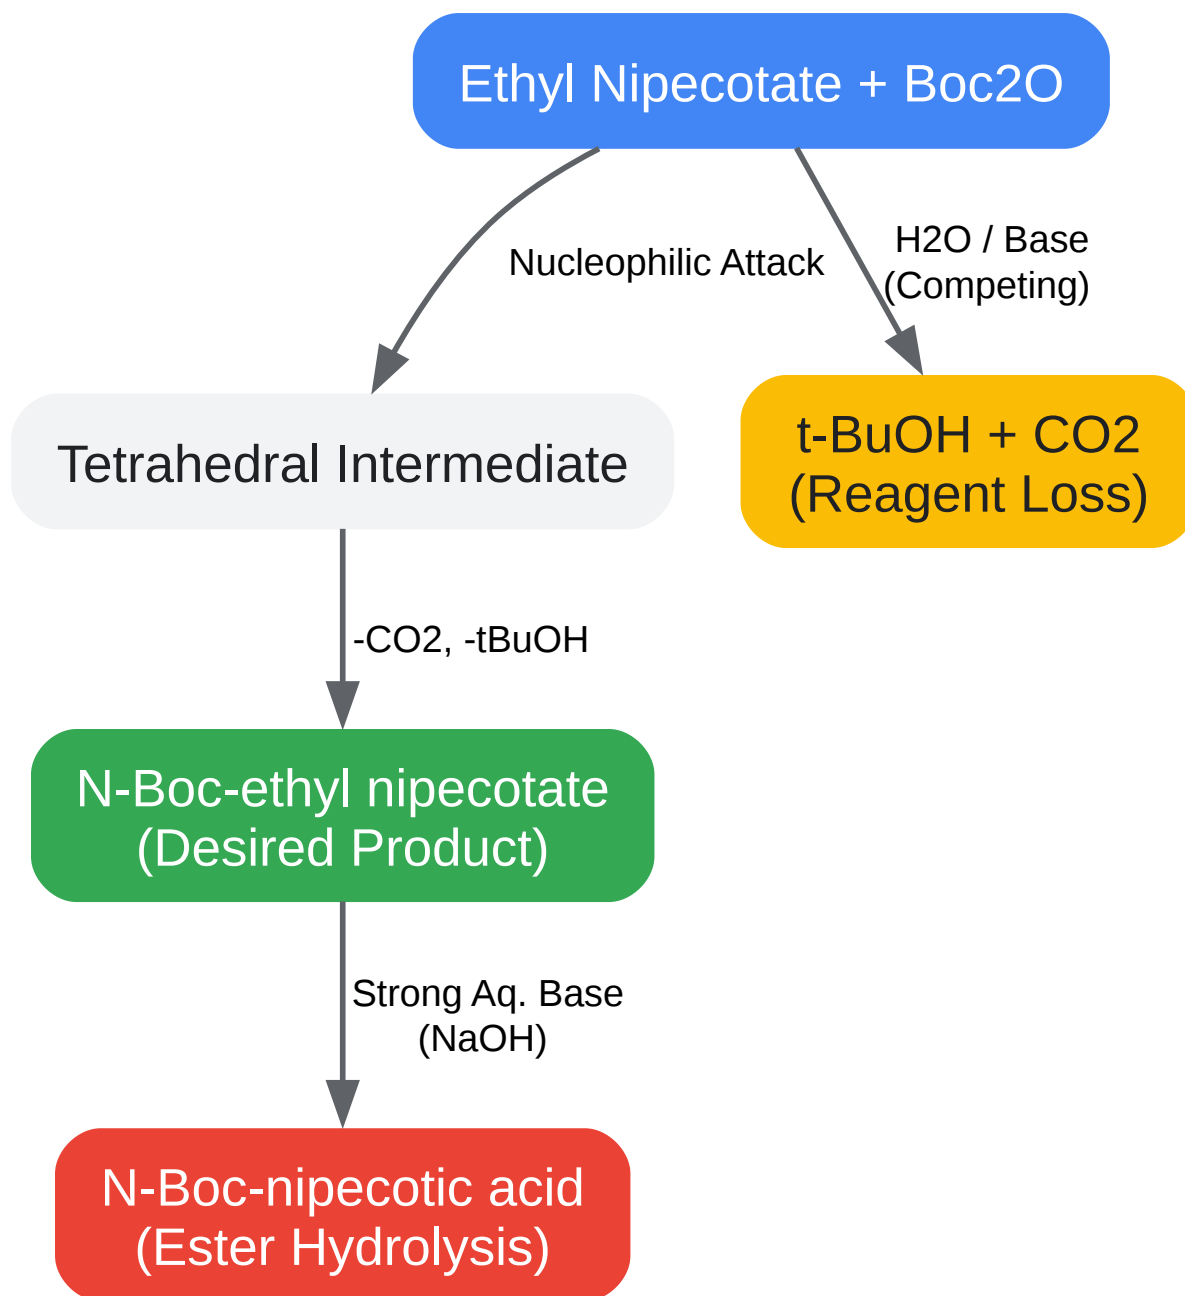 Ethyl Nipecotate + Boc2O
Nucleophilic Attack
H2O / Base
(Competing)
Tetrahedral Intermediate
t-BuOH + CO2
(Reagent Loss)
-CO2, -tBuOH
N-Boc-ethyl nipecotate
(Desired Product)
Strong Aq. Base
(NaOH)
N-Boc-nipecotic acid
(Ester Hydrolysis)